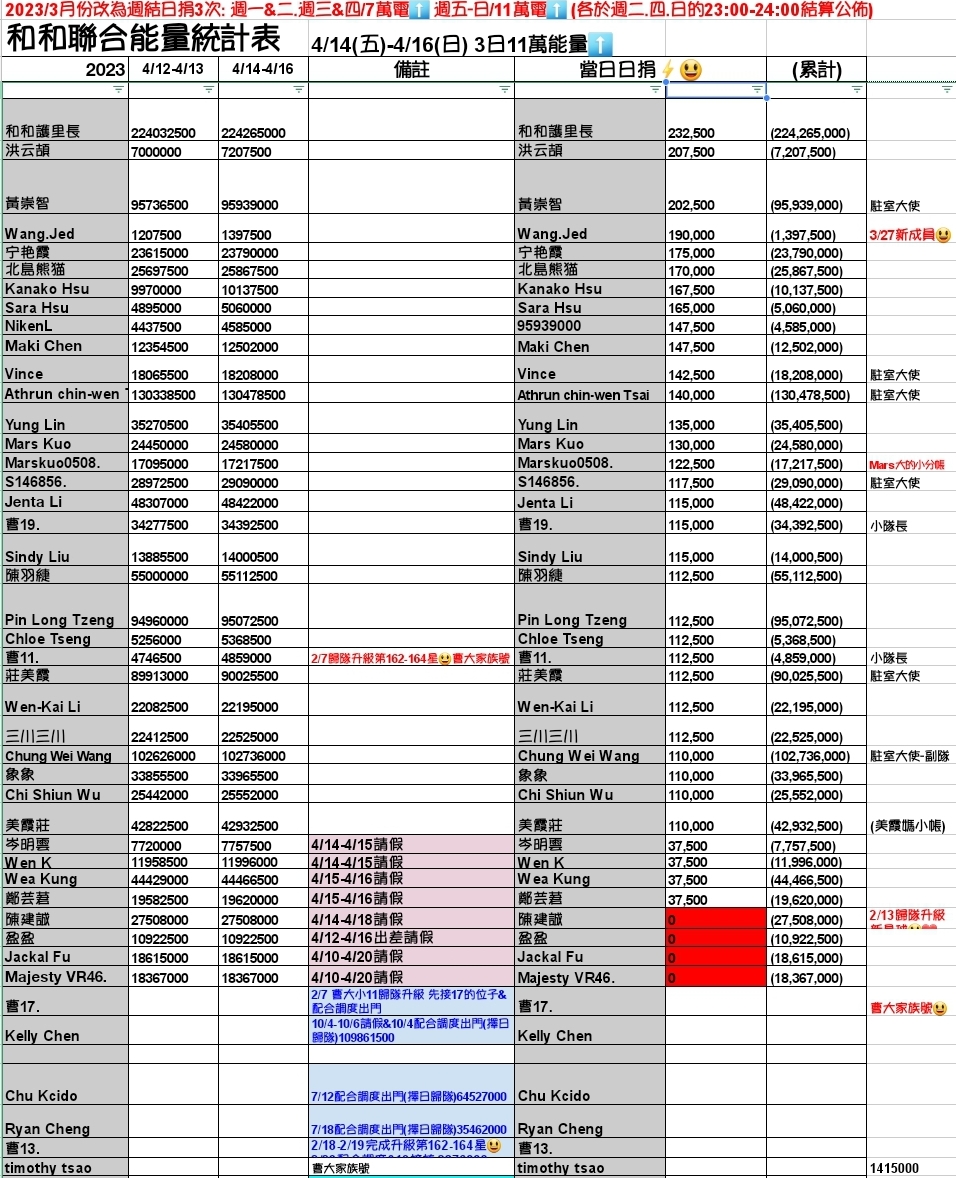 2023/3月份改為週結日捐3次: 週一&二.週三&四/7萬電⬆️ 週五-日/11萬電⬆️ (各於週二.四.日的23:00-24:00結算公佈)
和和聯合能量統計表 4/14(五)-4/16(日) 3日11萬能量⬆️
2023 4/12-4/13 4/14-4/16 備註 當日日捐⚡😃 (累計)
和和護里長 224032500 224265000 和和護里長 232,500 (224,265,000)
洪云頡 7000000 7207500 洪云頡 207,500 (7,207,500)
黃崇智 95736500 95939000 黃崇智 202,500 (95,939,000) 駐室大使
Wang.Jed 1207500 1397500 Wang.Jed 190,000 (1,397,500) 3/27新成員😃
宁艳霞 23615000 23790000 宁艳霞 175,000 (23,790,000)
北島熊猫 25697500 25867500 北島熊猫 170,000 (25,867,500)
Kanako Hsu 9970000 10137500 Kanako Hsu 167,500 (10,137,500)
Sara Hsu 4895000 5060000 Sara Hsu 165,000 (5,060,000)
NikenL 4437500 4585000 95939000 147,500 (4,585,000)
Maki Chen 12354500 12502000 Maki Chen 147,500 (12,502,000)
Vince 18065500 18208000 Vince 142,500 (18,208,000) 駐室大使
Athrun chin-wen 130338500 130478500 Athrun chin-wen Tsai 140,000 (130,478,500) 駐室大使
Yung Lin 35270500 35405500 Yung Lin 135,000 (35,405,500)
Mars Kuo 24450000 24580000 Mars Kuo 130,000 (24,580,000)
Marskuo0508. 17095000 17217500 Marskuo0508. 122,500 (17,217,500) Mars大的小分帳
S146856. 28972500 29090000 S146856. 117,500 (29,090,000) 駐室大使
Jenta Li 48307000 48422000 Jenta Li 115,000 (48,422,000)
曹19. 34277500 34392500 曹19. 115,000 (34,392,500) 小隊長
Sindy Liu 13885500 14000500 Sindy Liu 115,000 (14,000,500)
陳羽緁 55000000 55112500 陳羽緁 112,500 (55,112,500)
Pin Long Tzeng 94960000 95072500 Pin Long Tzeng 112,500 (95,072,500)
Chloe Tseng 5256000 5368500 Chloe Tseng 112,500 (5,368,500)
曹11. 4746500 4859000 2/7歸隊升級第162-164星😃曹大家族號 曹11. 112,500 (4,859,000) 小隊長
莊美霞 89913000 90025500 莊美霞 112,500 (90,025,500) 駐室大使
Wen-Kai Li 22082500 22195000 Wen-Kai Li 112,500 (22,195,000)
三川三川 22412500 22525000 三川三川 112,500 (22,525,000)
Chung Wei Wang 102626000 102736000 Chung Wei Wang 110,000 (102,736,000) 駐室大使-副隊
象象 33855500 33965500 象象 110,000 (33,965,500)
Chi Shiun Wu 25442000 25552000 Chi Shiun Wu 110,000 (25,552,000)
美霞莊 42822500 42932500 美霞莊 110,000 (42,932,500) (美霞媽小帳)
岑明雲 7720000 7757500 4/14-4/15請假 岑明雲 37,500 (7,757,500)
Wen K 11958500 11996000 4/14-4/15請假 Wen K 37,500 (11,996,000)
Wea Kung 44429000 44466500 4/15-4/16請假 Wea Kung 37,500 (44,466,500)
鄭芸莙 19582500 19620000 4/15-4/16請假 鄭芸莙 37,500 (19,620,000)
陳建誠 27508000 27508000 4/14-4/18請假 陳建誠 0 (27,508,000) 2/13歸隊升級
盈盈 10922500 10922500 4/12-4/16出差請假 盈盈 0 (10,922,500)
Jackal Fu 18615000 18615000 4/10-4/20請假 Jackal Fu 0 (18,615,000)
Majesty VR46. 18367000 18367000 4/10-4/20請假 Majesty VR46. 0 (18,367,000)
曹17. 2/7 曹大小11歸隊升級 先接17的位子& 曹17. 曹大家族號😃
配合調度出門
Kelly Chen 10/4-10/6請假&10/4配合調度出門(擇日 Kelly Chen
歸隊)109861500
Chu Kcido 7/12配合調度出門(擇日歸隊)64527000 Chu Kcido
Ryan Cheng 7/18配合調度出門(擇日歸隊)35462000 Ryan Cheng
曹13. 2/18-2/19完成升級第162-164星😃 曹13.
timothy tsao 曹大家族號 timothy tsao 1415000